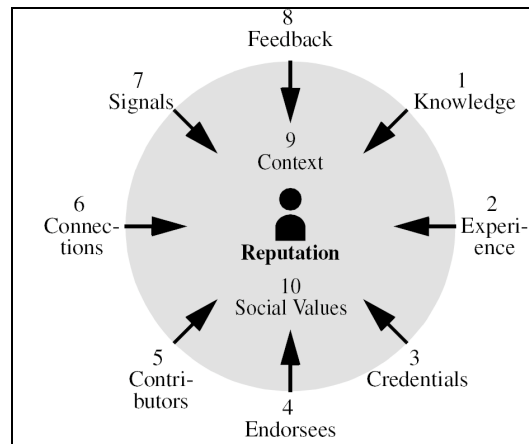 8
Feedback
7
Signals
1
Knowledge
9
Context
6
Connec-
tions
2
Experi-
ence
Reputation
10
Social Values
5
Contri-
butors
3
Credentials
4
Endorsees